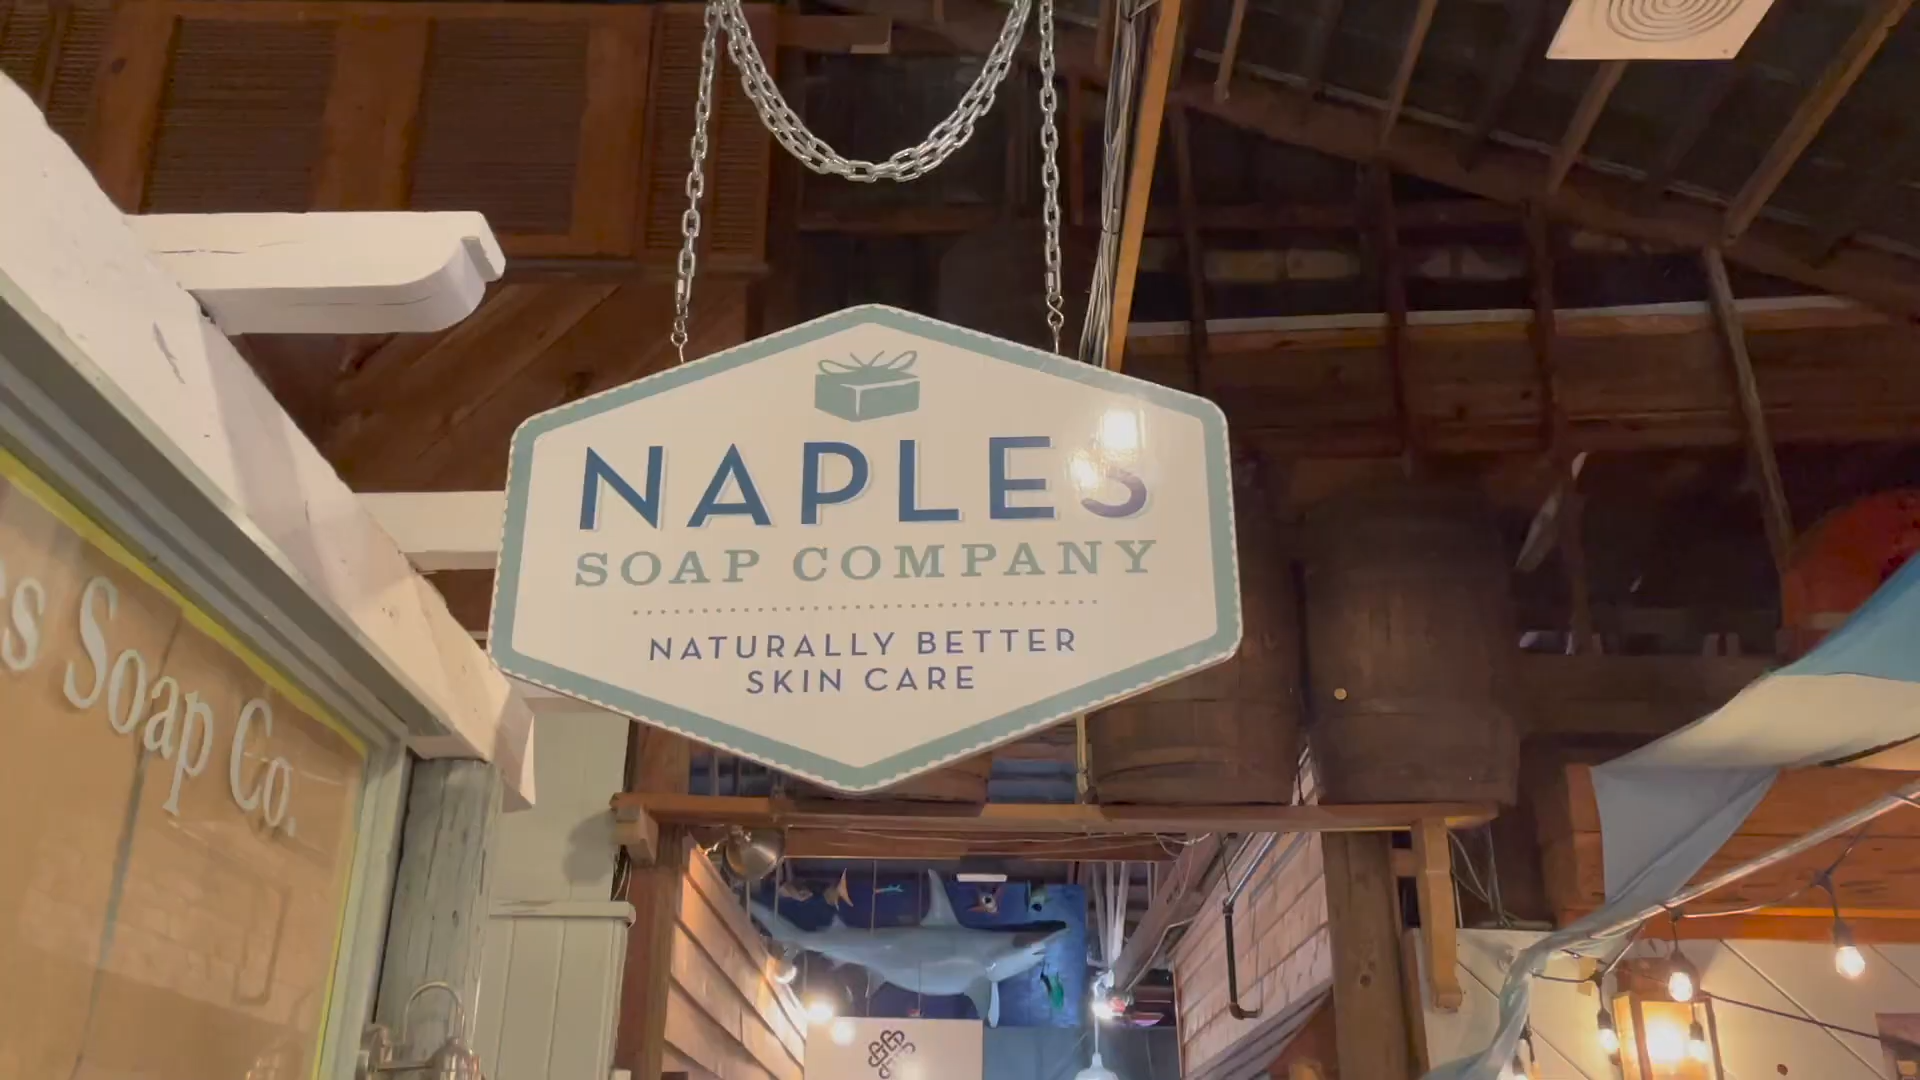 NAPLES
SOAP COMPANY
NATURALLY BETTER
SKIN CARE
Soap Co.